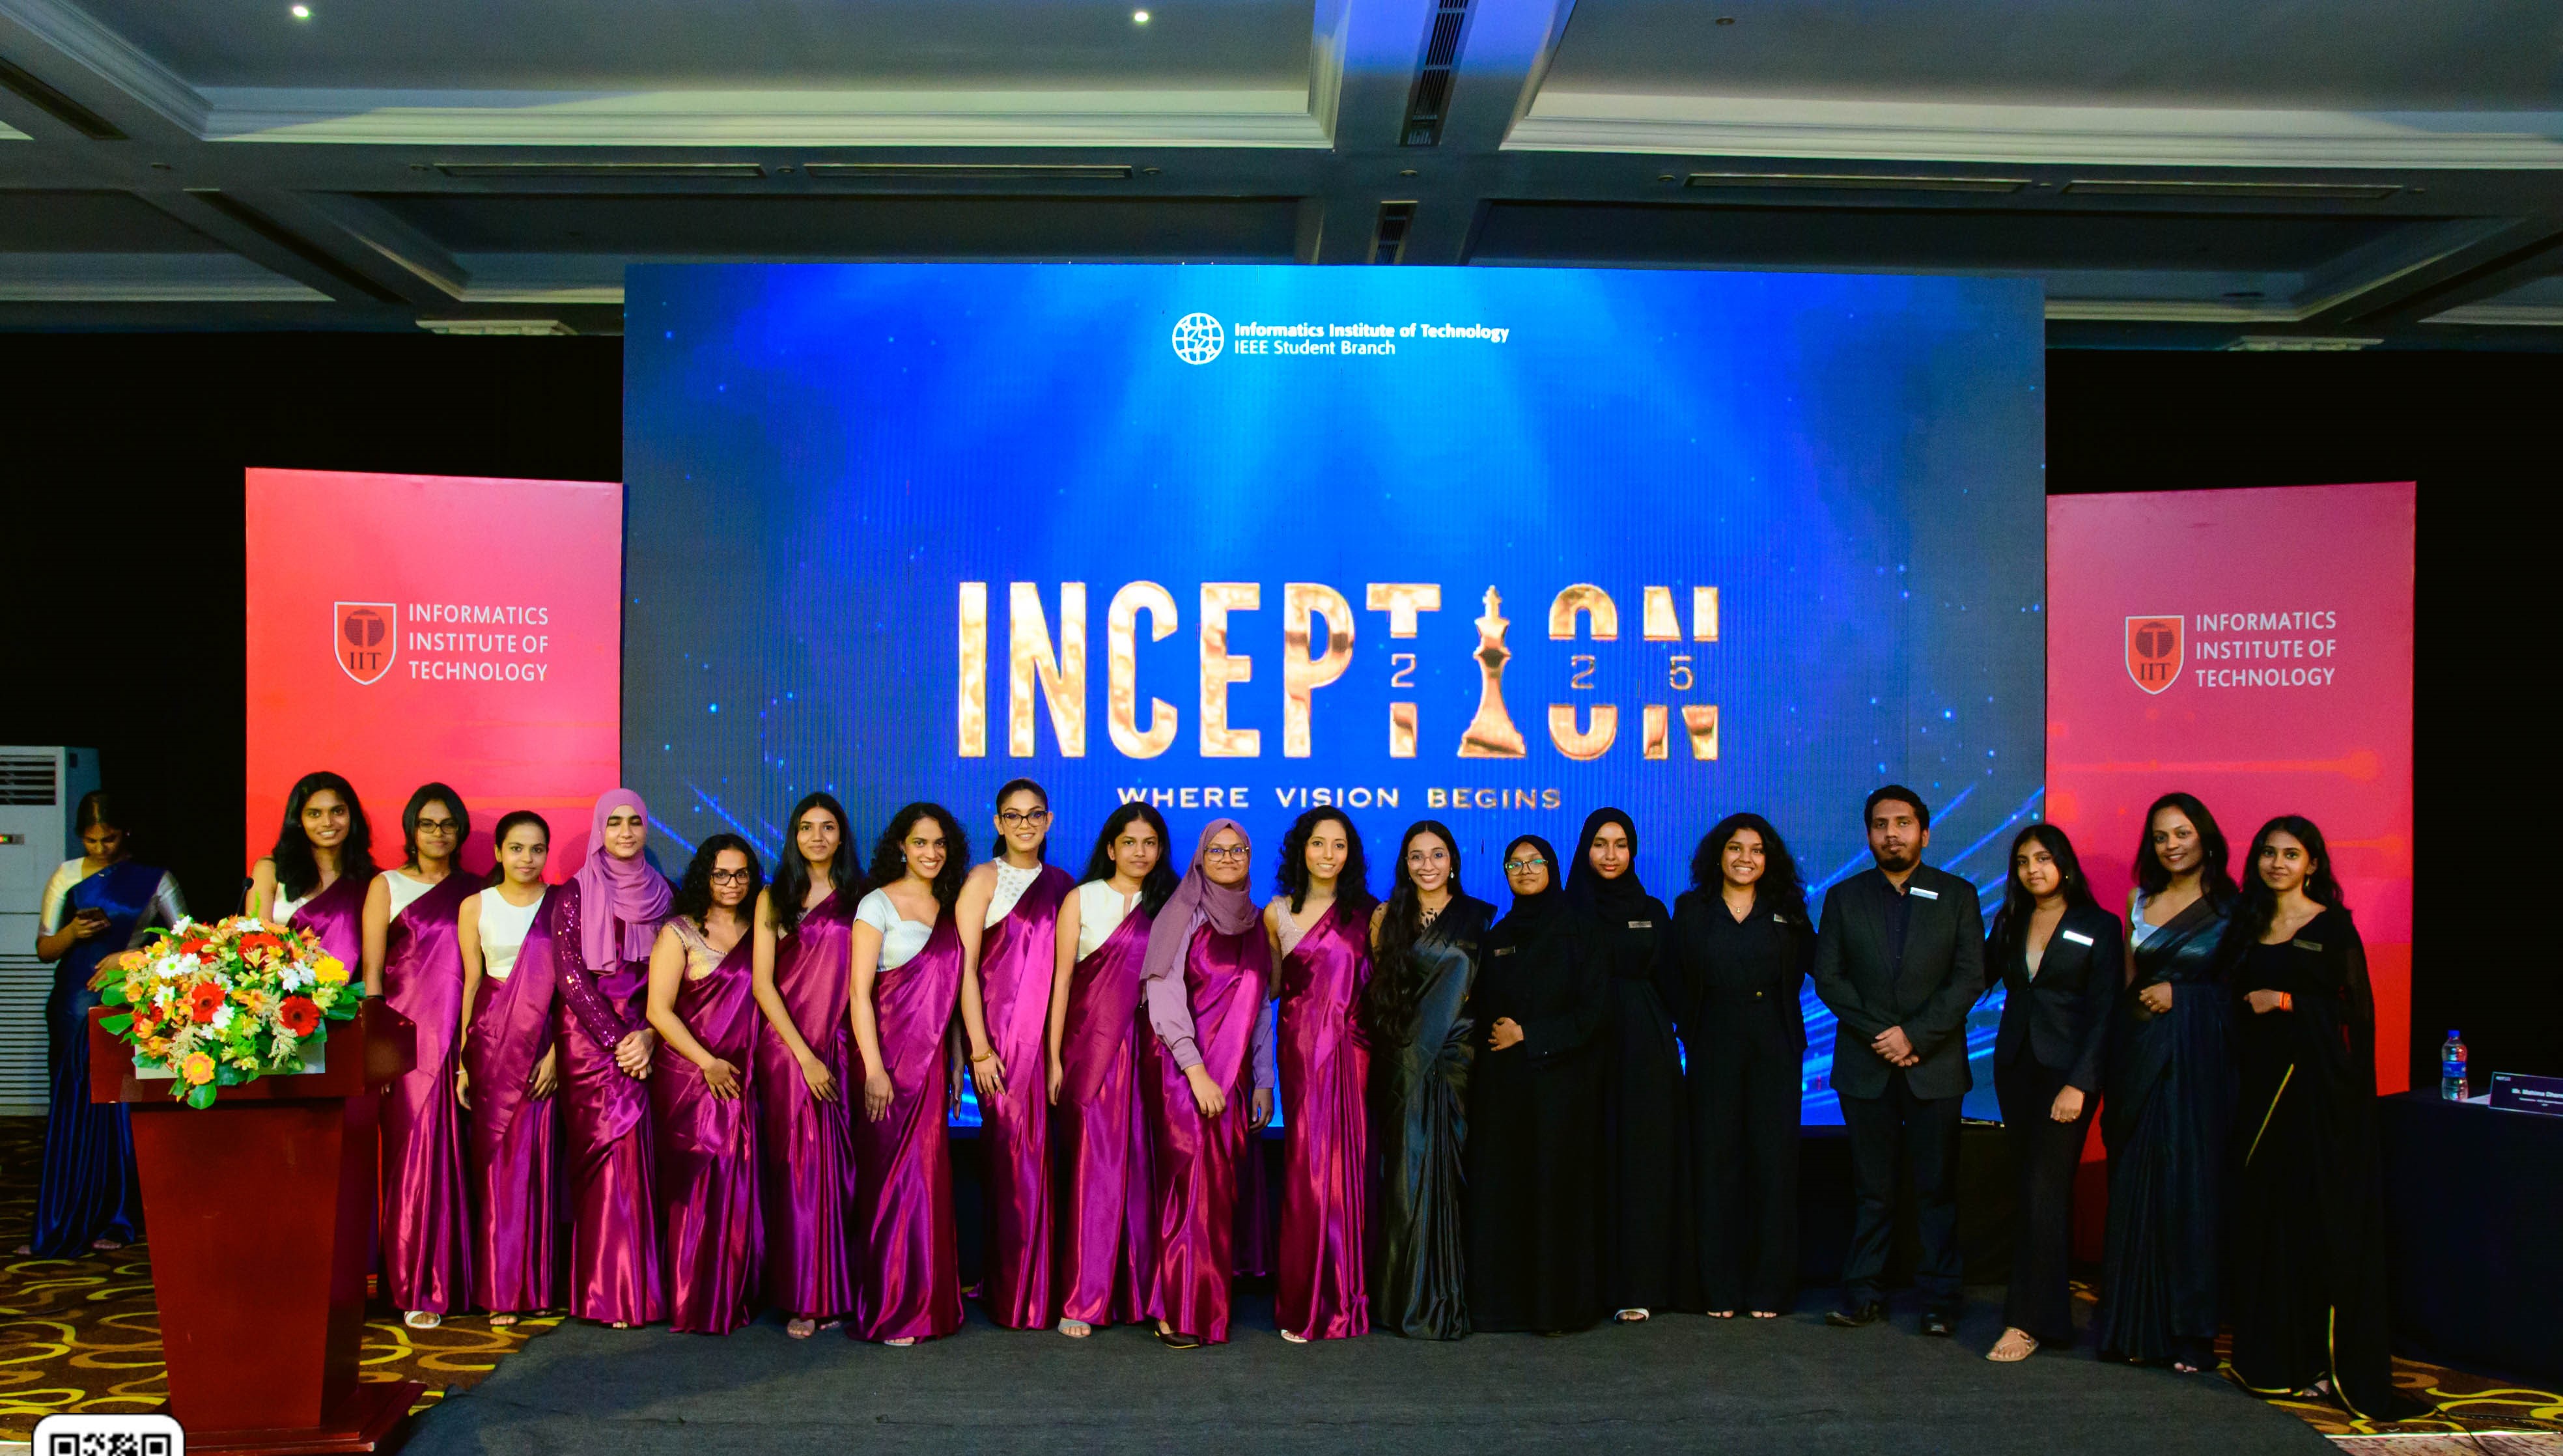 Informatics Institute of Technology
IEEE Student Branch
INCEPTION
2 2 5
WHERE VISION BEGINS
INFORMATICS
INSTITUTE OF
TECHNOLOGY
IIT
INFORMATICS
INSTITUTE OF
TECHNOLOGY
IIT